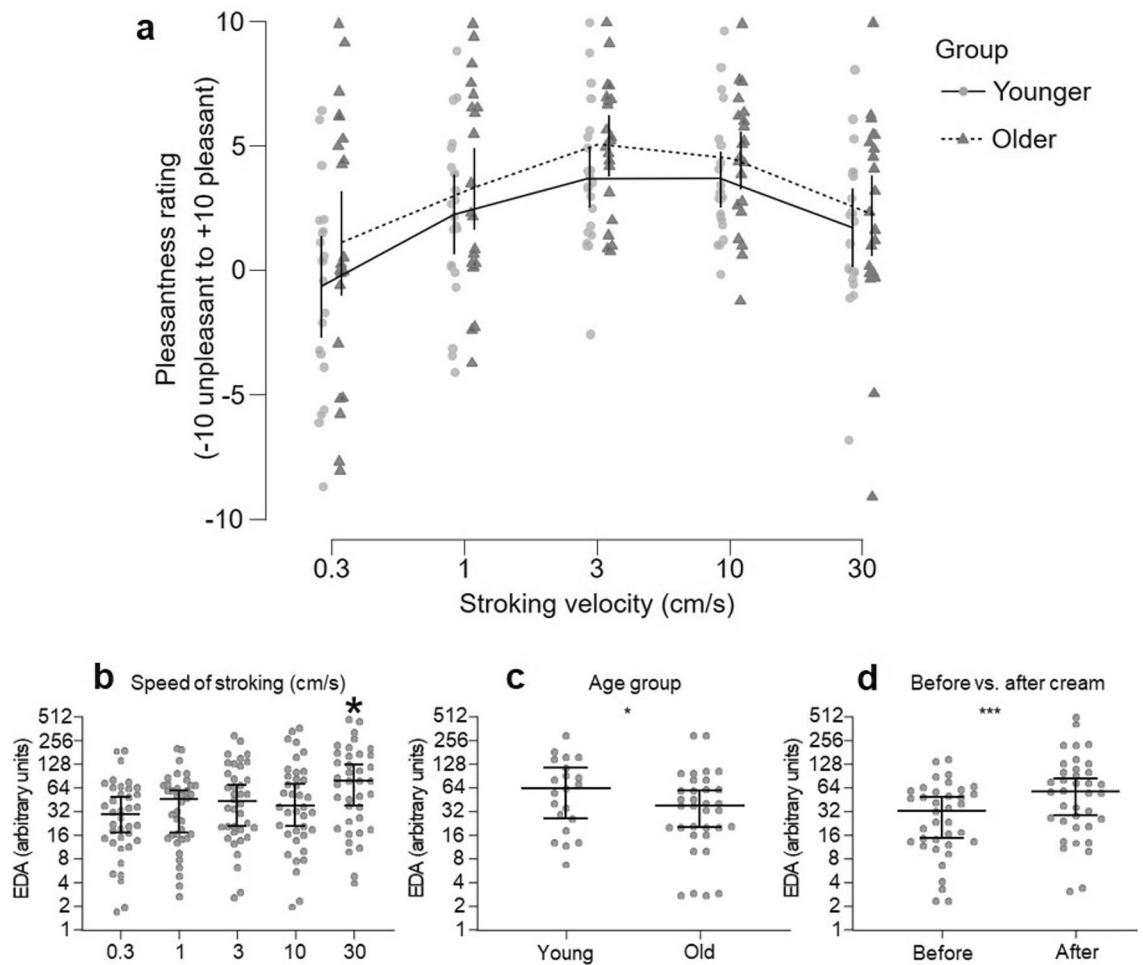 a
Pleasantness rating
(-10 unpleasant to +10 pleasant)
10
5
0
-5
-10
0.3 1 3 10 30
Stroking velocity (cm/s)
Group
Younger
Older
b Speed of stroking (cm/s)
*
EDA (arbitrary units)
512
256
128
64
32
16
8
4
2
1
0.3 1 3 10 30
c Age group
*
EDA (arbitrary units)
512
256
128
64
32
16
8
4
2
1
Young Old
d Before vs. after cream
***
EDA (arbitrary units)
512
256
128
64
32
16
8
4
2
1
Before After